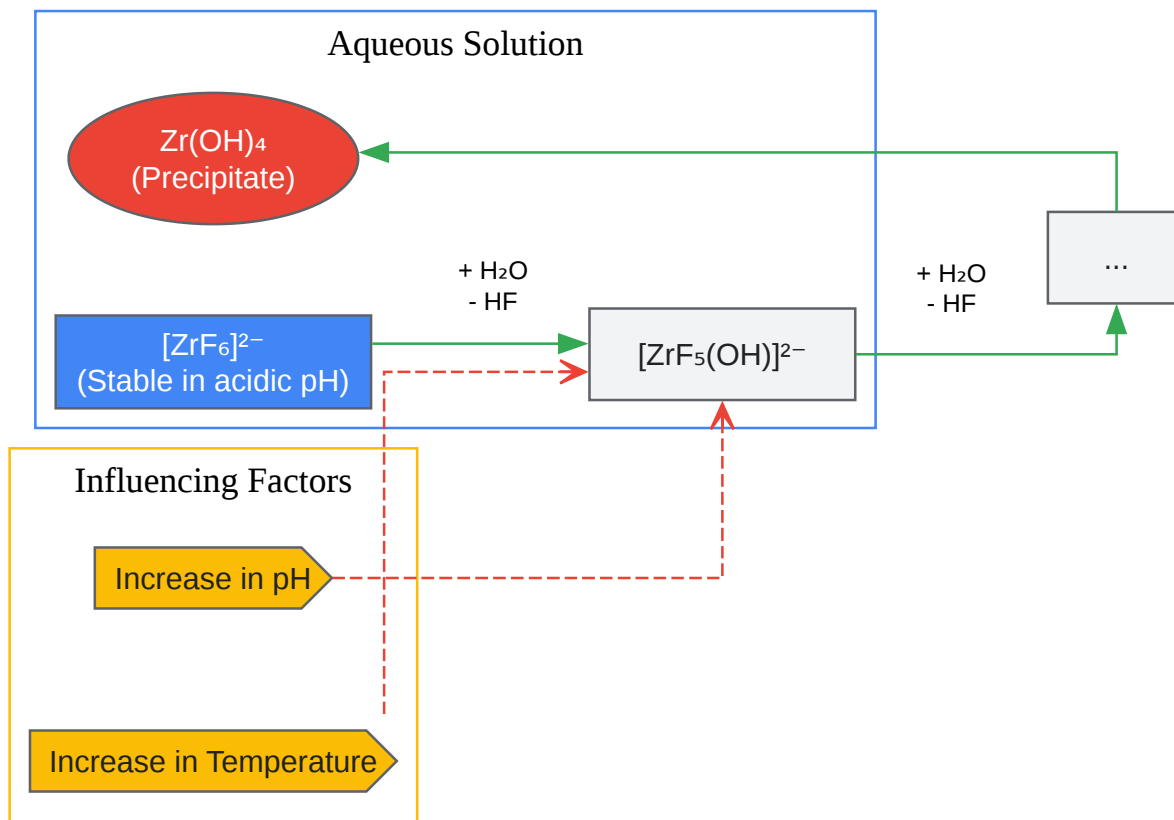 Aqueous Solution
Zr(OH)₄
(Precipitate)
+ H₂O
- HF
+ H₂O
- HF
...
[ZrF₆]²⁻
(Stable in acidic pH)
[ZrF₅(OH)]²⁻
Influencing Factors
Increase in pH
Increase in Temperature